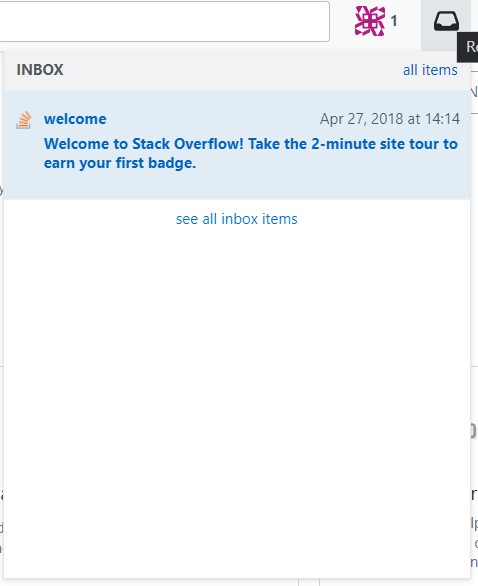 1
Re
INBOX
all items
welcome
Apr 27, 2018 at 14:14
Welcome to Stack Overflow! Take the 2-minute site tour to
earn your first badge.
see all inbox items